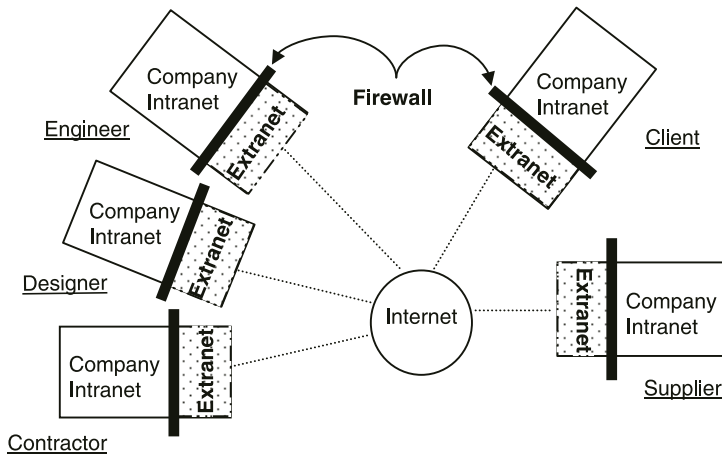 Company
Intranet
Extranet
Engineer
Firewall
Company
Intranet
Extranet
Client
Company
Intranet
Extranet
Designer
Internet
Extranet
Company
Intranet
Supplier
Company
Intranet
Extranet
Contractor